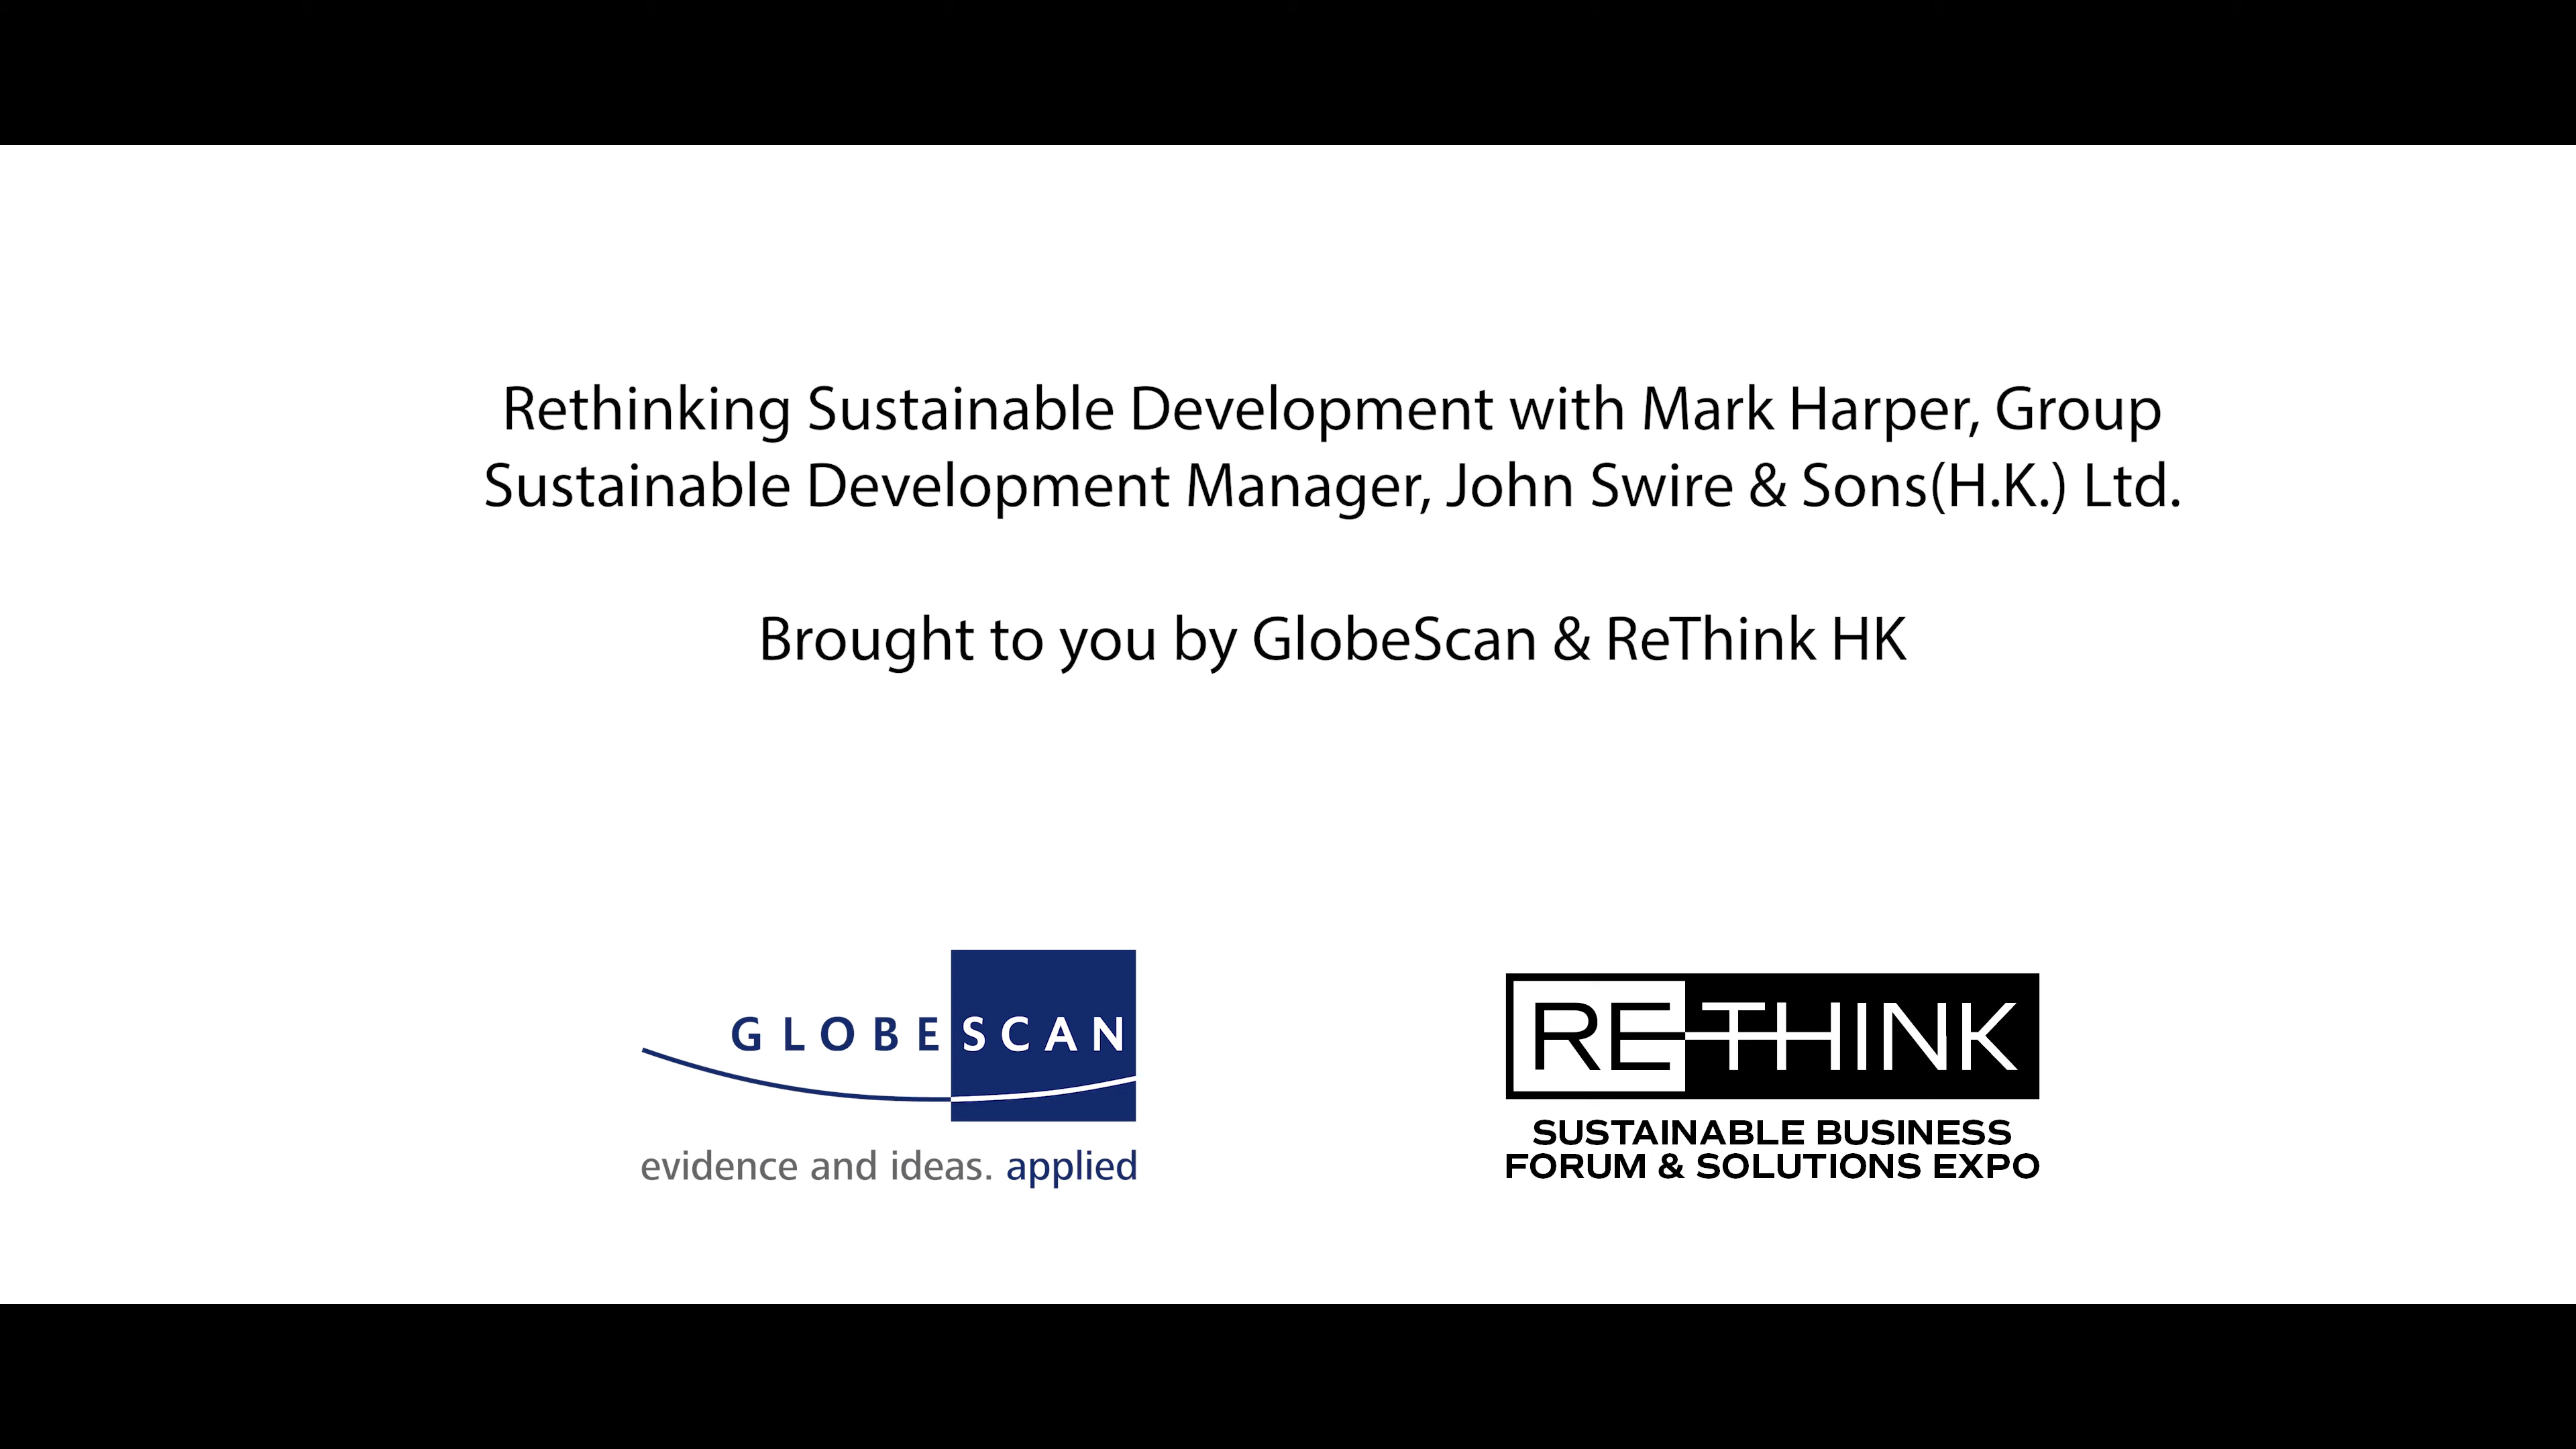 Rethinking Sustainable Development with Mark Harper, Group
Sustainable Development Manager, John Swire & Sons(H.K.) Ltd.
Brought to you by GlobeScan & ReThink HK
GLOBESCAN
evidence and ideas. applied
RETHINK
SUSTAINABLE BUSINESS
FORUM & SOLUTIONS EXPO